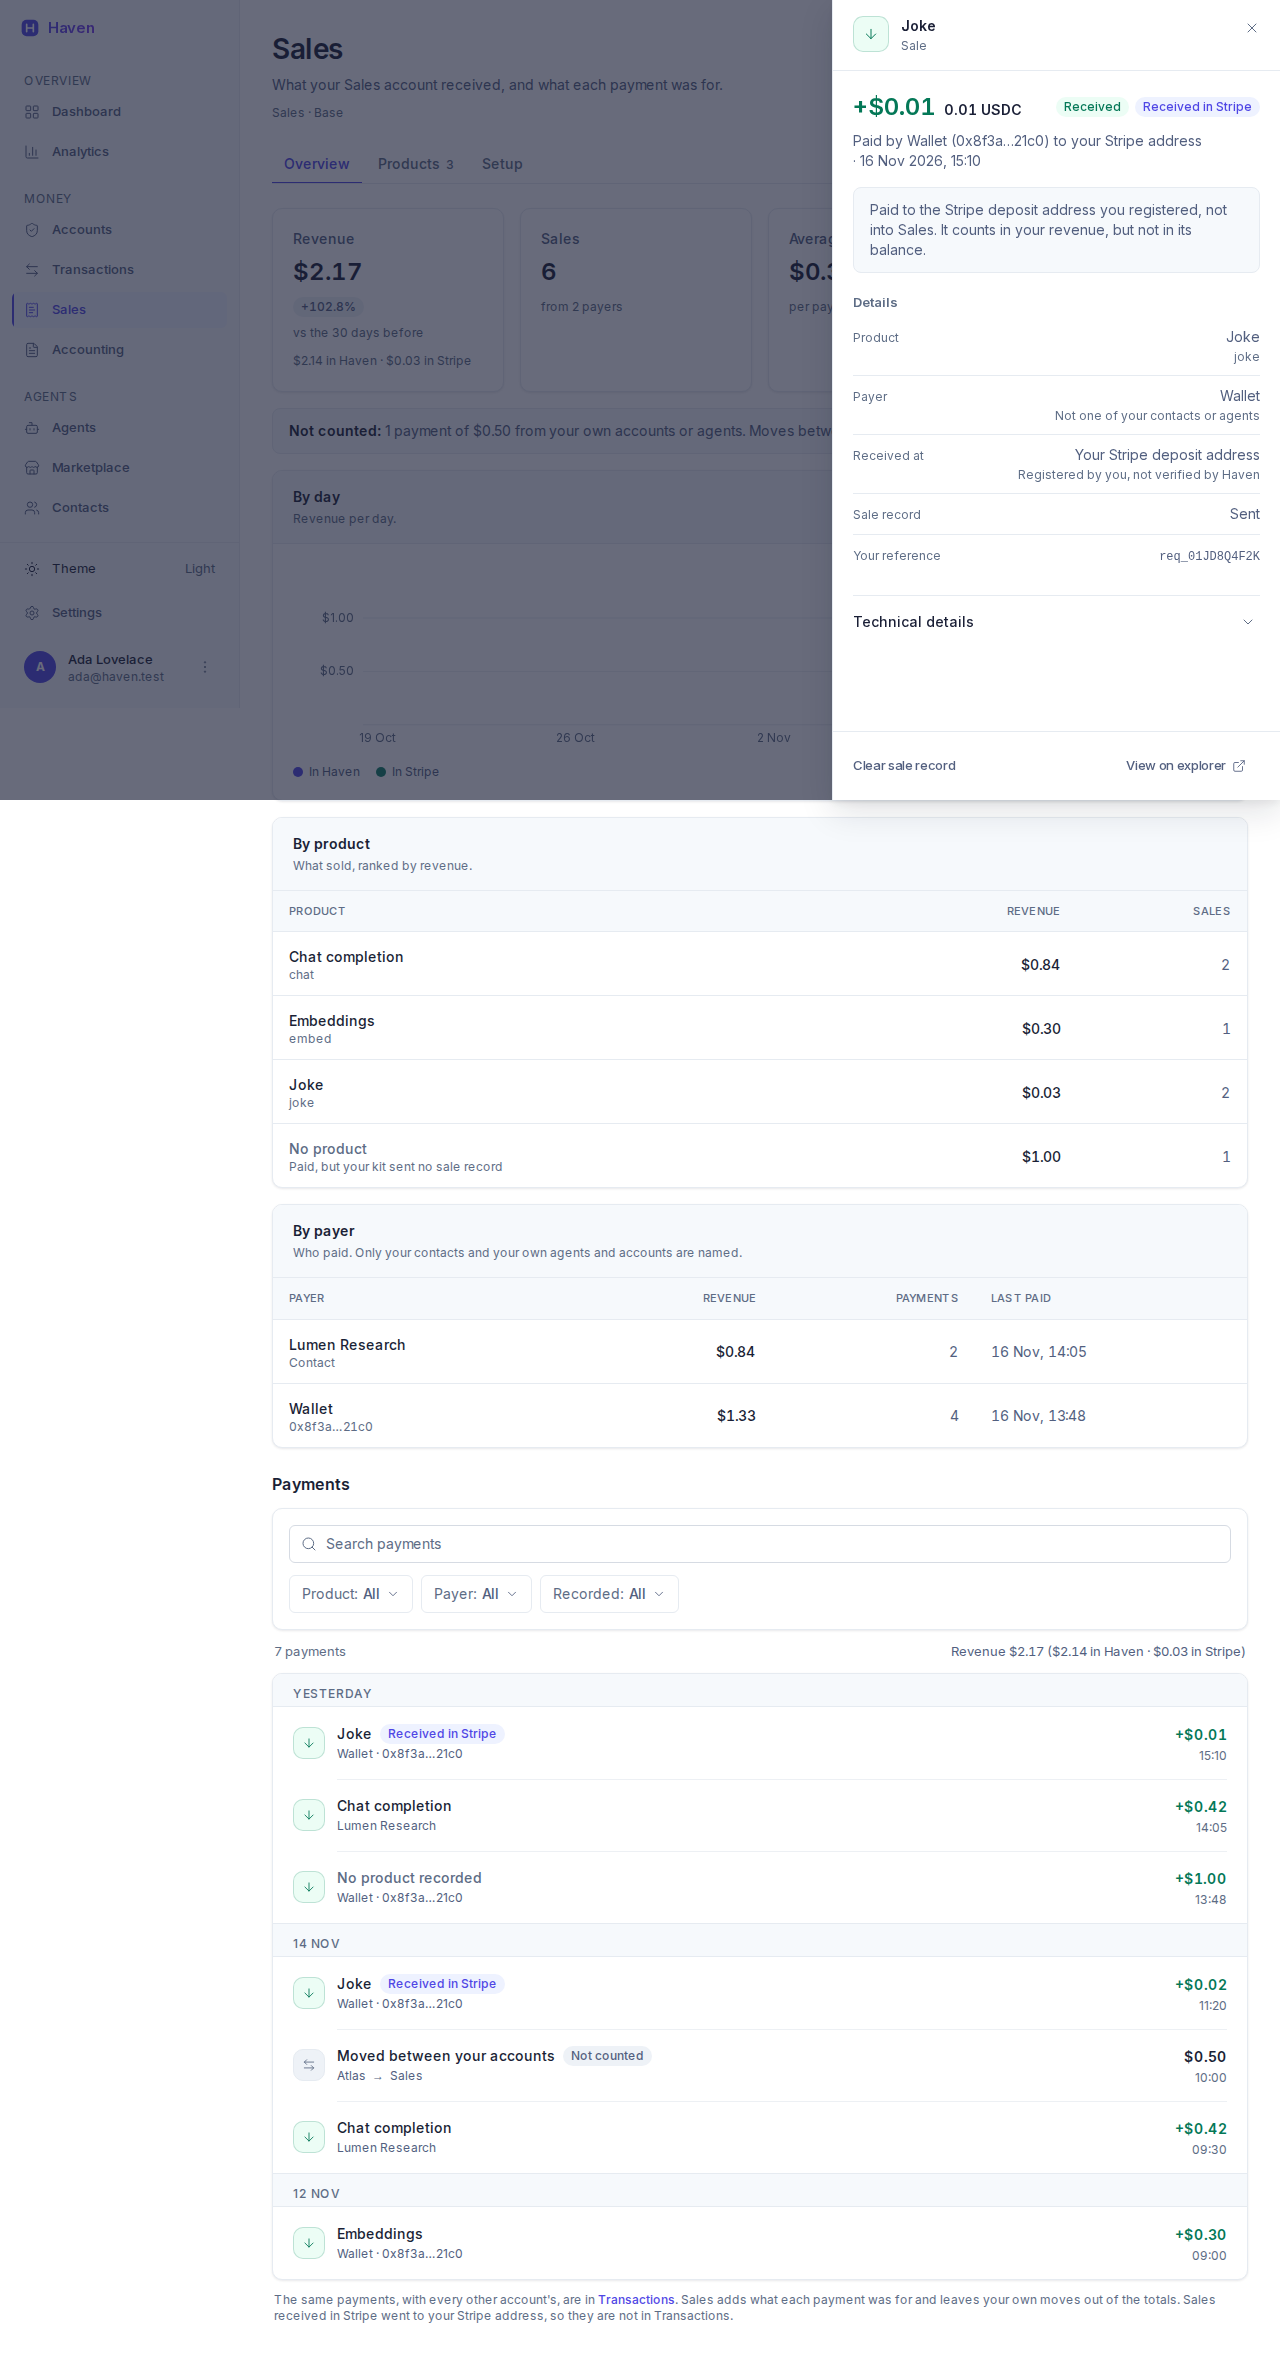 Haven
OVERVIEW
Dashboard
Analytics
MONEY
Accounts
Transactions
Sales
Accounting
AGENTS
Agents
Marketplace
Contacts
Theme Light
Settings
A
Ada Lovelace
ada@haven.test
Sales
What your Sales account received, and what each payment was for.
Sales · Base
Overview Products 3 Setup
Revenue
$2.17
+102.8%
vs the 30 days before
$2.14 in Haven · $0.03 in Stripe
Sales
6
from 2 payers
Not counted: 1 payment of $0.50 from your own accounts or agents. Moves
By day
Revenue per day.
$1.00
$0.50
19 Oct 26 Oct 2 Nov
In Haven In Stripe
Joke
Sale
+$0.01 0.01 USDC Received Received in Stripe
Paid by Wallet (0x8f3a…21c0) to your Stripe address
· 16 Nov 2026, 15:10
Paid to the Stripe deposit address you registered, not
into Sales. It counts in your revenue, but not in its
balance.
Details
Product Joke
joke
Payer Wallet
Not one of your contacts or agents
Received at Your Stripe deposit address
Registered by you, not verified by Haven
Sale record Sent
Your reference req_01JD8Q4F2K
Technical details
Clear sale record View on explorer
By product
What sold, ranked by revenue.
PRODUCT REVENUE SALES
Chat completion $0.84 2
chat
Embeddings $0.30 1
embed
Joke $0.03 2
joke
No product $1.00 1
Paid, but your kit sent no sale record
By payer
Who paid. Only your contacts and your own agents and accounts are named.
PAYER REVENUE PAYMENTS LAST PAID
Lumen Research $0.84 2 16 Nov, 14:05
Contact
Wallet $1.33 4 16 Nov, 13:48
0x8f3a…21c0
Payments
Search payments
Product: All Payer: All Recorded: All
7 payments Revenue $2.17 ($2.14 in Haven · $0.03 in Stripe)
YESTERDAY
Joke Received in Stripe +$0.01
Wallet · 0x8f3a…21c0 15:10
Chat completion +$0.42
Lumen Research 14:05
No product recorded +$1.00
Wallet · 0x8f3a…21c0 13:48
14 NOV
Joke Received in Stripe +$0.02
Wallet · 0x8f3a…21c0 11:20
Moved between your accounts Not counted $0.50
Atlas → Sales 10:00
Chat completion +$0.42
Lumen Research 09:30
12 NOV
Embeddings +$0.30
Wallet · 0x8f3a…21c0 09:00
The same payments, with every other account's, are in Transactions. Sales adds what each payment was for and leaves your own moves out of the totals. Sales
received in Stripe went to your Stripe address, so they are not in Transactions.